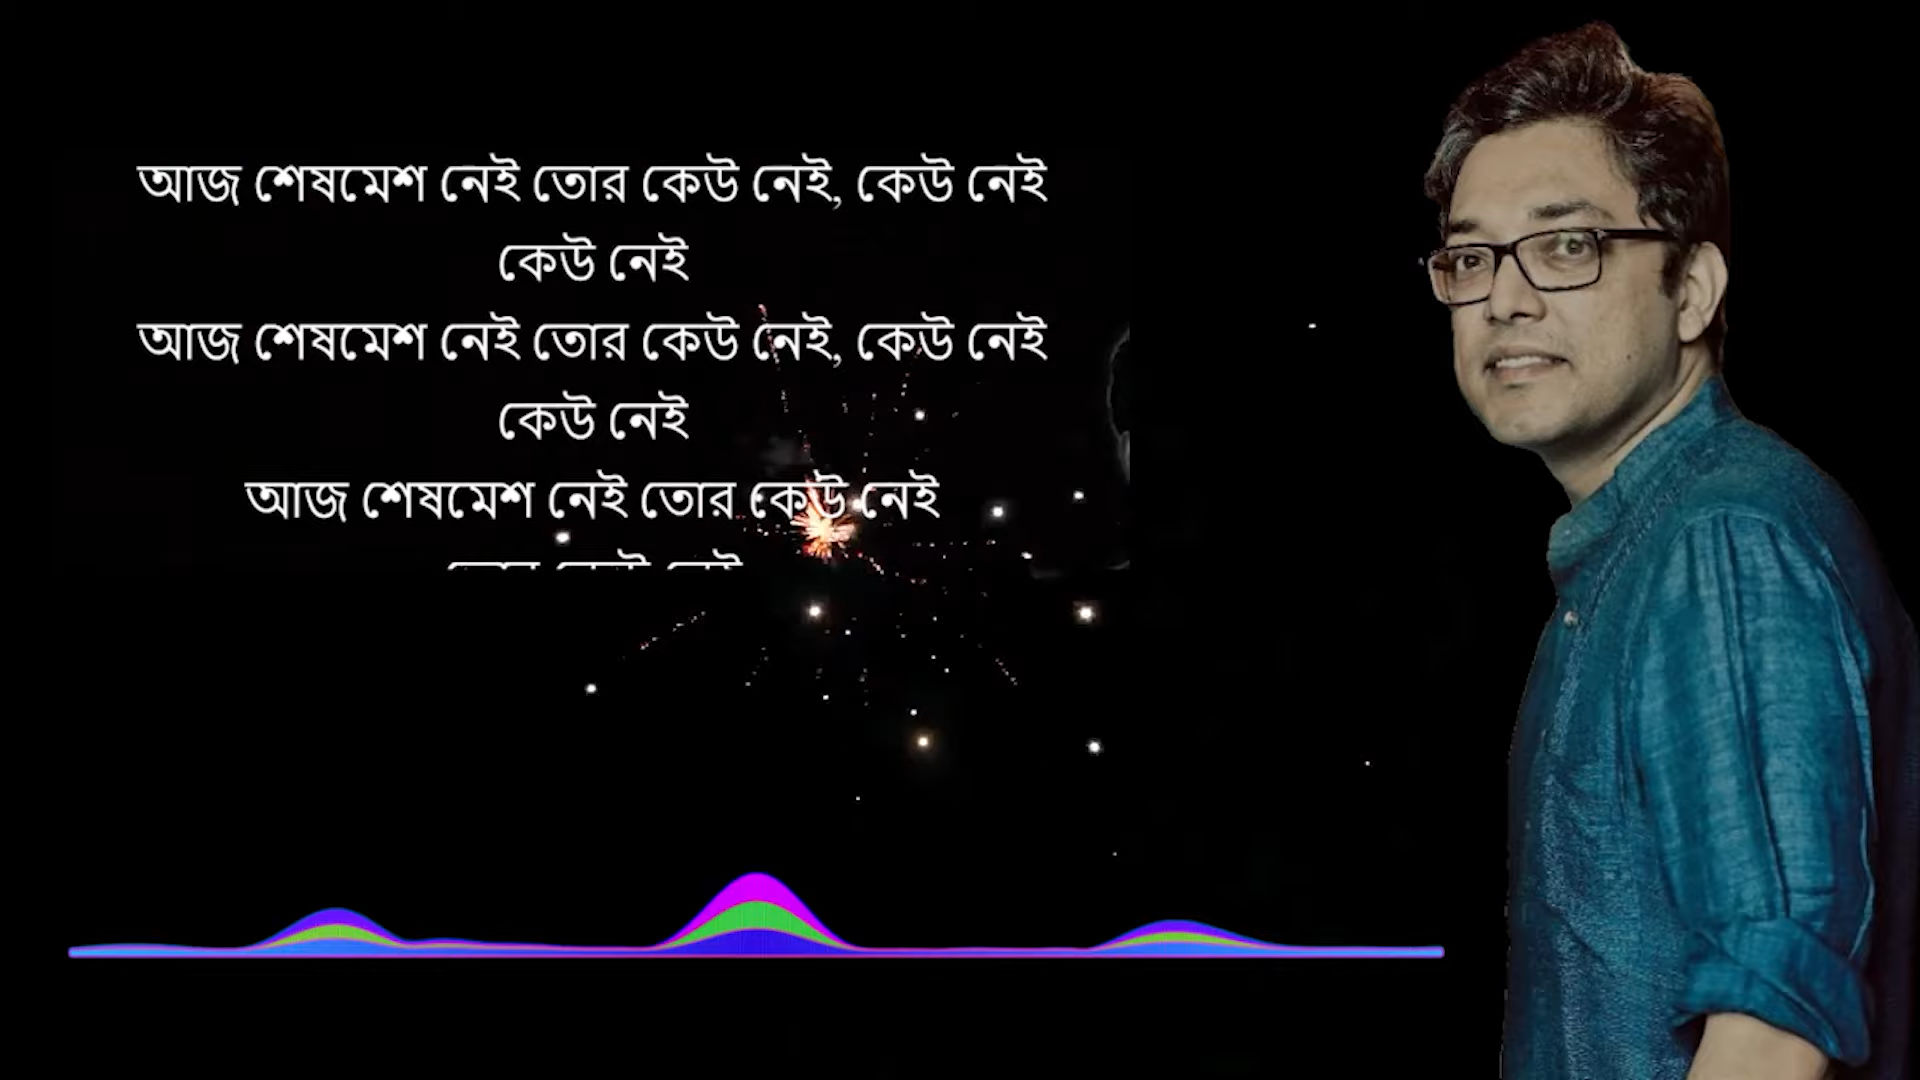 আজ শেষমেশ নেই তোর কেউ নেই, কেউ নেই
কেউ নেই
আজ শেষমেশ নেই তোর কেউ নেই, কেউ নেই
কেউ নেই
আজ শেষমেশ নেই তোর কেউ নেই